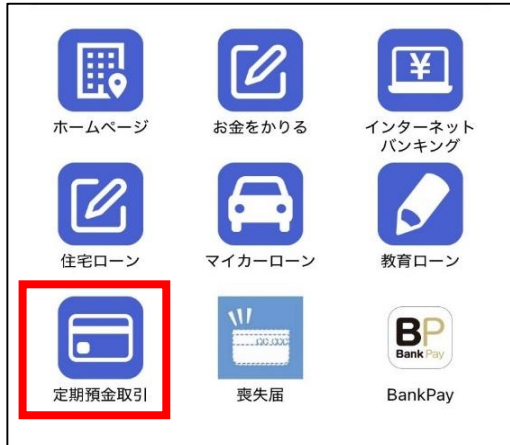 ホームページ
お金をかりる
¥
インターネット
バンキング
住宅ローン
マイカーローン
教育ローン
定期預金取引
喪失届
BP
Bank Pay
BankPay